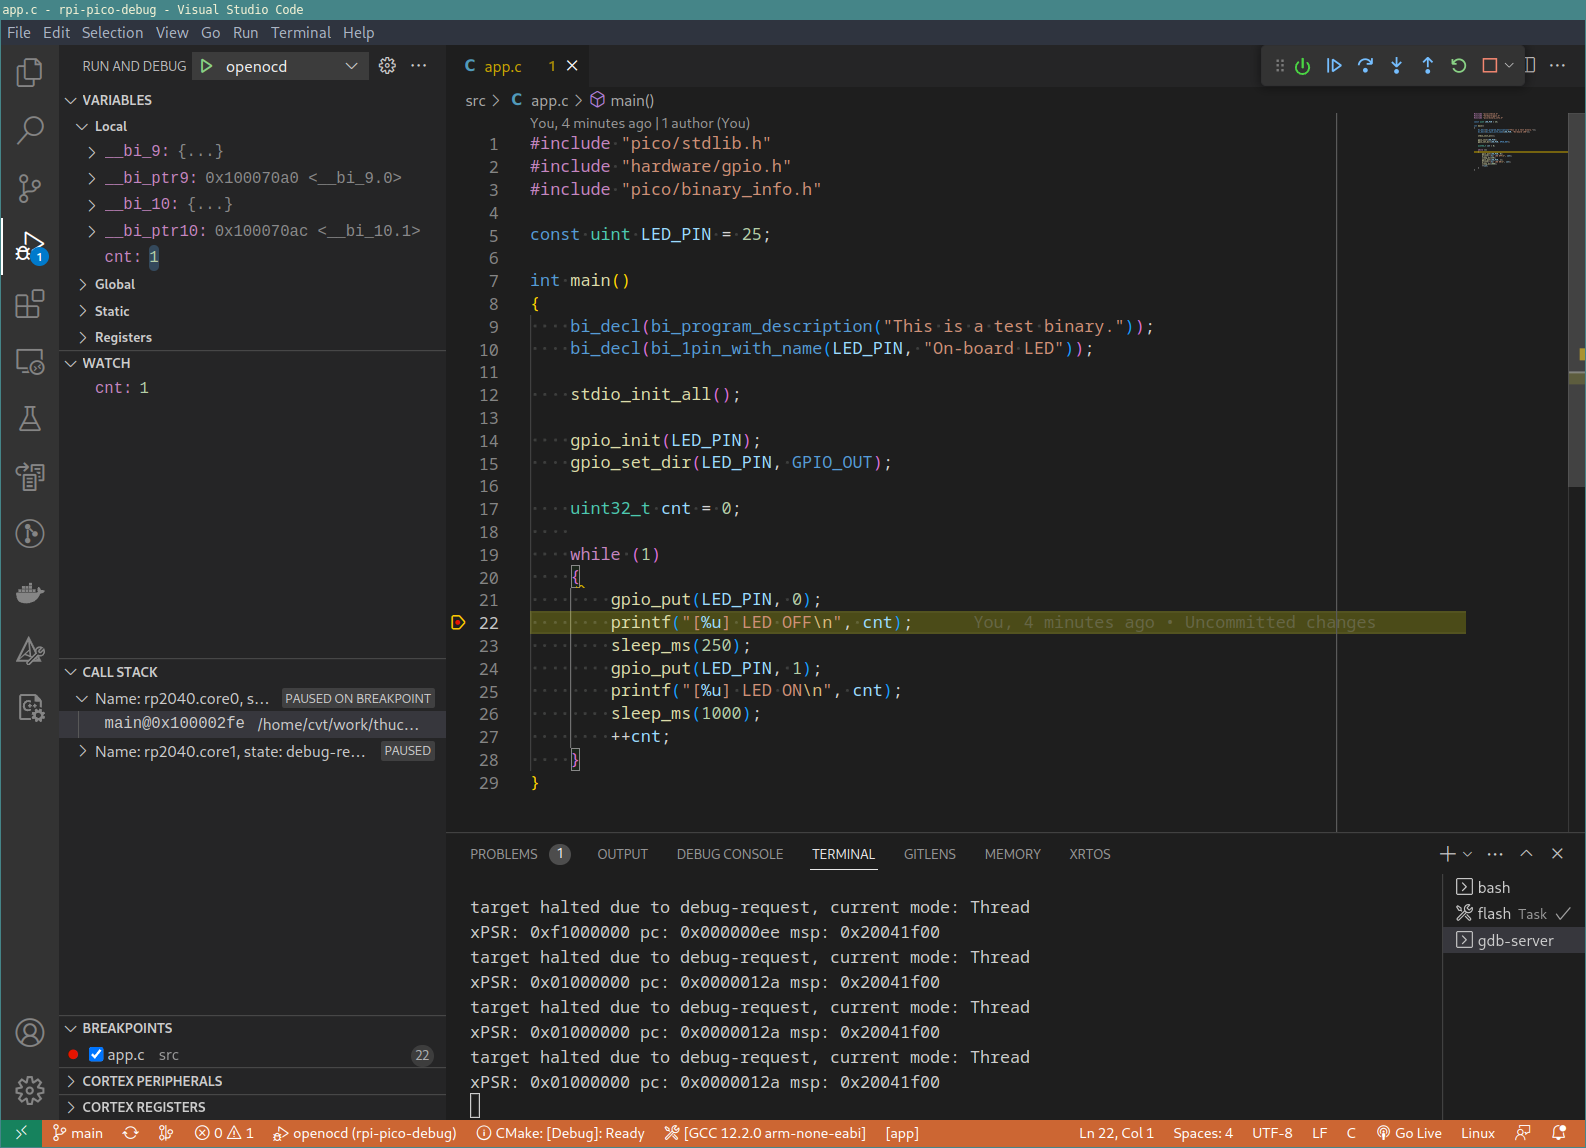 app.c - rpi-pico-debug - Visual Studio Code
File Edit Selection View Go Run Terminal Help
RUN AND DEBUG openocd
VARIABLES
Local
__bi_9: {...}
__bi_ptr9: 0x100070a0 <__bi_9.0>
__bi_10: {...}
__bi_ptr10: 0x100070ac <__bi_10.1>
cnt: 1
Global
Static
Registers
WATCH
cnt: 1
CALL STACK
Name: rp2040.core0, s... PAUSED ON BREAKPOINT
main@0x100002fe /home/cvt/work/thuc...
Name: rp2040.core1, state: debug-re... PAUSED
BREAKPOINTS
app.c src 22
CORTEX PERIPHERALS
CORTEX REGISTERS
1
C app.c 1
src > C app.c > main()
You, 4 minutes ago | 1 author (You)
1 #include "pico/stdlib.h"
2 #include "hardware/gpio.h"
3 #include "pico/binary_info.h"
4
5 const uint LED_PIN = 25;
6
7 int main()
8 {
9 bi_decl(bi_program_description("This is a test binary."));
10 bi_decl(bi_1pin_with_name(LED_PIN, "On-board LED"));
11
12 stdio_init_all();
13
14 gpio_init(LED_PIN);
15 gpio_set_dir(LED_PIN, GPIO_OUT);
16
17 uint32_t cnt = 0;
18
19 while (1)
20 {
21 gpio_put(LED_PIN, 0);
22 printf("[%u] LED OFF\n", cnt); You, 4 minutes ago • Uncommitted changes
23 sleep_ms(250);
24 gpio_put(LED_PIN, 1);
25 printf("[%u] LED ON\n", cnt);
26 sleep_ms(1000);
27 ++cnt;
28 }
29 }
PROBLEMS 1 OUTPUT DEBUG CONSOLE TERMINAL GITLENS MEMORY XRTOS
target halted due to debug-request, current mode: Thread
xPSR: 0xf1000000 pc: 0x000000ee msp: 0x20041f00
target halted due to debug-request, current mode: Thread
xPSR: 0x01000000 pc: 0x0000012a msp: 0x20041f00
target halted due to debug-request, current mode: Thread
xPSR: 0x01000000 pc: 0x0000012a msp: 0x20041f00
target halted due to debug-request, current mode: Thread
xPSR: 0x01000000 pc: 0x0000012a msp: 0x20041f00
bash
flash Task
gdb-server
main 0 1 openocd (rpi-pico-debug) CMake: [Debug]: Ready [GCC 12.2.0 arm-none-eabi] [app] Ln 22, Col 1 Spaces: 4 UTF-8 LF C Go Live Linux